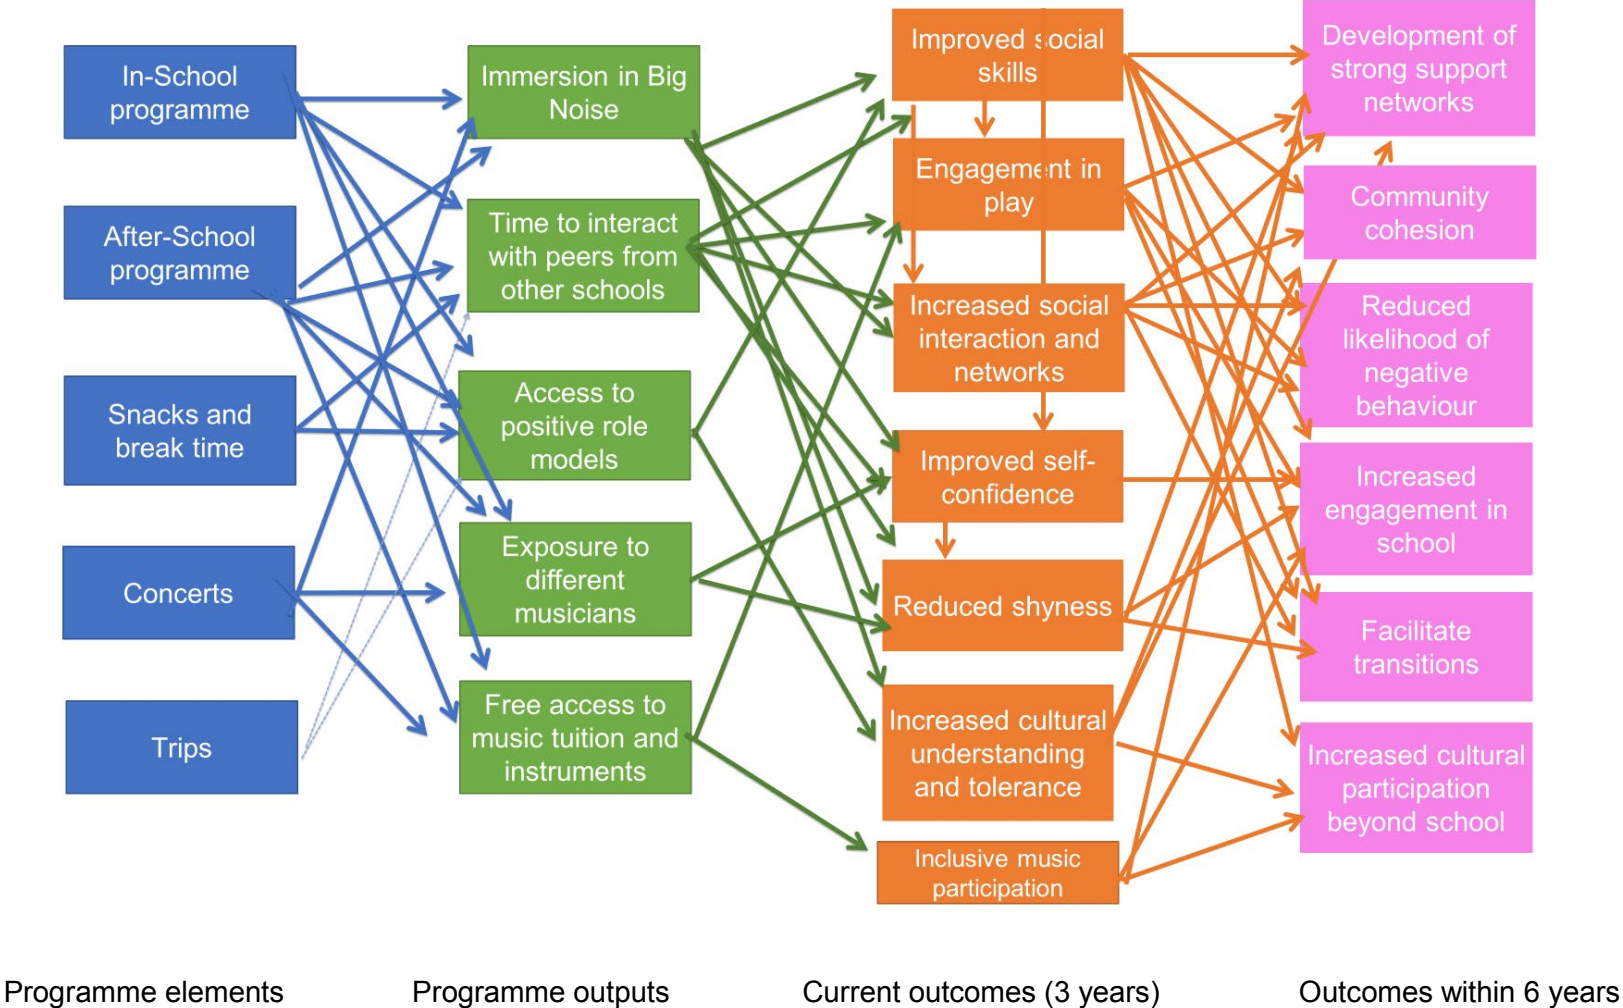 In-School
programme
After-School
programme
Snacks and
break time
Concerts
Trips
Immersion in Big
Noise
Time to interact
with peers from
other schools
Access to
positive role
models
Exposure to
different
musicians
Free access to
music tuition and
instruments
Improved social
skills
Engagement in
play
Increased social
interaction and
networks
Improved self-
confidence
Reduced shyness
Increased cultural
understanding
and tolerance
Inclusive music
participation
Development of
strong support
networks
Community
cohesion
Reduced
likelihood of
negative
behaviour
Increased
engagement in
school
Facilitate
transitions
Increased cultural
participation
beyond school
Programme elements
Programme outputs
Current outcomes (3 years)
Outcomes within 6 years